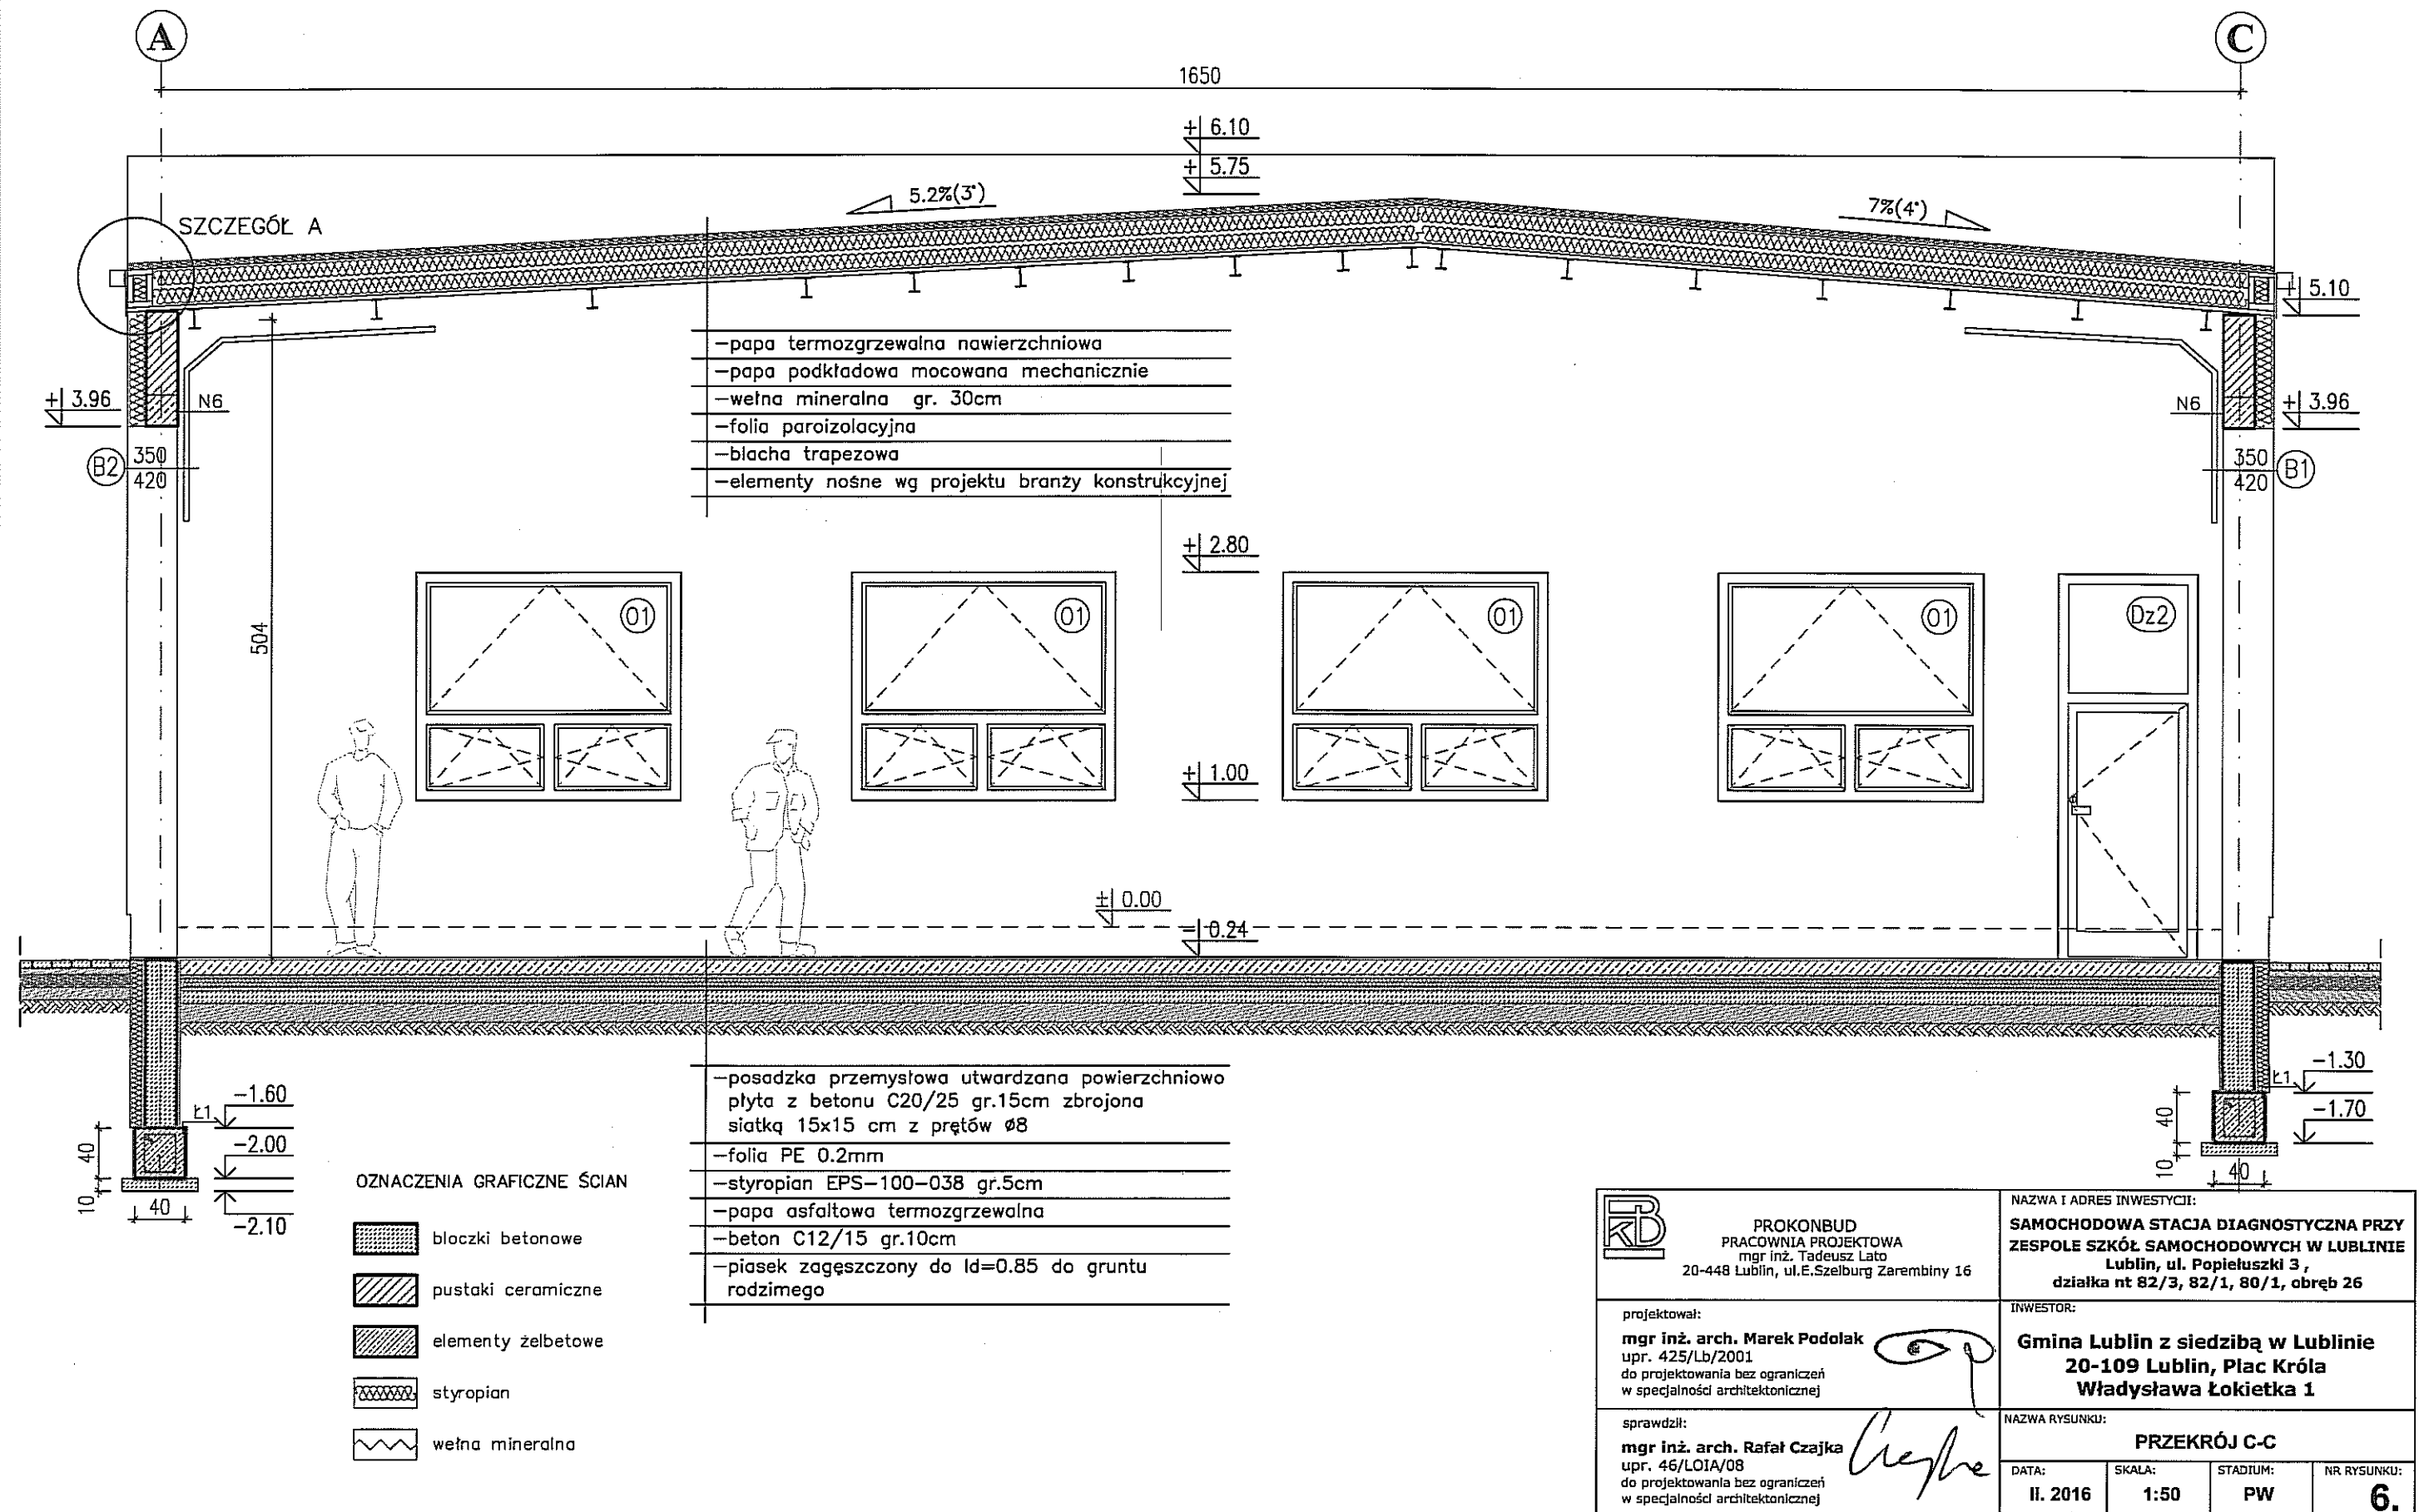 A
C
1650
+ 6.10
+ 5.75
5.2%(3°)
7%(4°)
SZCZEGÓŁ A
+ 5.10
-papa termozgrzewalna nawierzchniowa
-papa podkładowa mocowana mechanicznie
-wełna mineralna gr. 30cm
-folia paroizolacyjna
-blacha trapezowa
-elementy nośne wg projektu branży konstrukcyjnej
+ 3.96
N6
N6
+ 3.96
B2
350
420
350
420
B1
+ 2.80
504
O1
O1
O1
O1
Dz2
+ 1.00
± 0.00
- 0.24
-posadzka przemysłowa utwardzana powierzchniowo
płyta z betonu C20/25 gr.15cm zbrojona
siatką 15x15 cm z prętów ø8
-folia PE 0.2mm
-styropian EPS-100-038 gr.5cm
-papa asfaltowa termozgrzewalna
-beton C12/15 gr.10cm
-piasek zagęszczony do Id=0.85 do gruntu
rodzimego
Ł1
-1.60
-2.00
-2.10
40
10
40
Ł1
-1.30
-1.70
40
10
40
OZNACZENIA GRAFICZNE ŚCIAN
bloczki betonowe
pustaki ceramiczne
elementy żelbetowe
styropian
wełna mineralna
PROKONBUD
PRACOWNIA PROJEKTOWA
mgr inż. Tadeusz Lato
20-448 Lublin, ul.E.Szelburg Zarembiny 16
NAZWA I ADRES INWESTYCJI:
SAMOCHODOWA STACJA DIAGNOSTYCZNA PRZY
ZESPOLE SZKÓŁ SAMOCHODOWYCH W LUBLINIE
Lublin, ul. Popiełuszki 3 ,
działka nt 82/3, 82/1, 80/1, obręb 26
projektował:
mgr inż. arch. Marek Podolak
upr. 425/Lb/2001
do projektowania bez ograniczeń
w specjalności architektonicznej
INWESTOR:
Gmina Lublin z siedzibą w Lublinie
20-109 Lublin, Plac Króla
Władysława Łokietka 1
sprawdził:
mgr inż. arch. Rafał Czajka
upr. 46/LOIA/08
do projektowania bez ograniczeń
w specjalności architektonicznej
NAZWA RYSUNKU:
PRZEKRÓJ C-C
DATA:
II. 2016
SKALA:
1:50
STADIUM:
PW
NR RYSUNKU:
6.